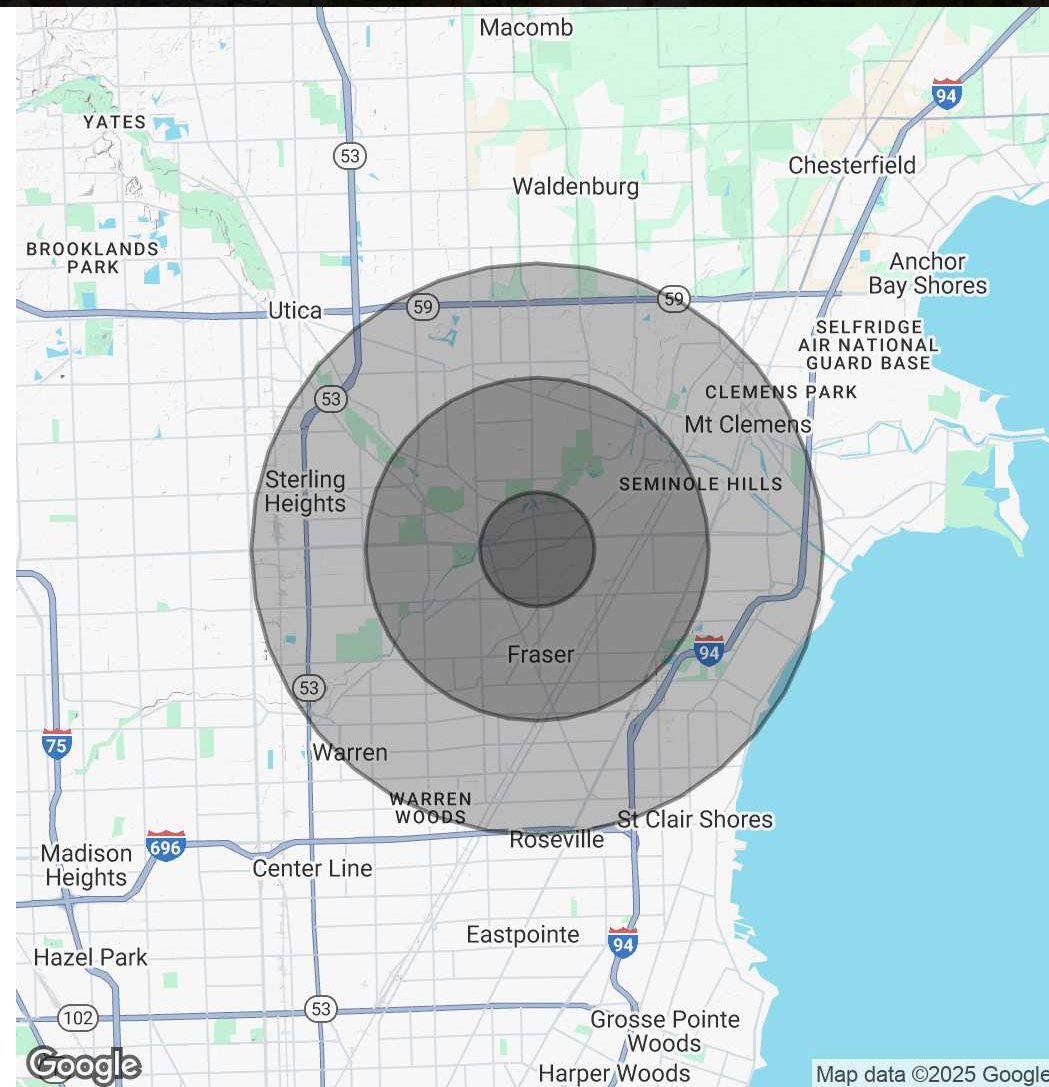 Macomb
94
YATES
53
Chesterfield
Waldenburg
BROOKLANDS
PARK
Anchor
Bay Shores
59
59
Utica
SELFRIDGE
AIR NATIONAL
GUARD BASE
CLEMENS PARK
53
Mt Clemens
Sterling
Heights
SEMINOLE HILLS
Fraser
94
53
75
Warren
WARREN
WOODS
St Clair Shores
Roseville
696
Madison
Heights
Center Line
Eastpointe
94
Hazel Park
53
102
Grosse Pointe
Woods
Google
Harper Woods
Map data ©2025 Google